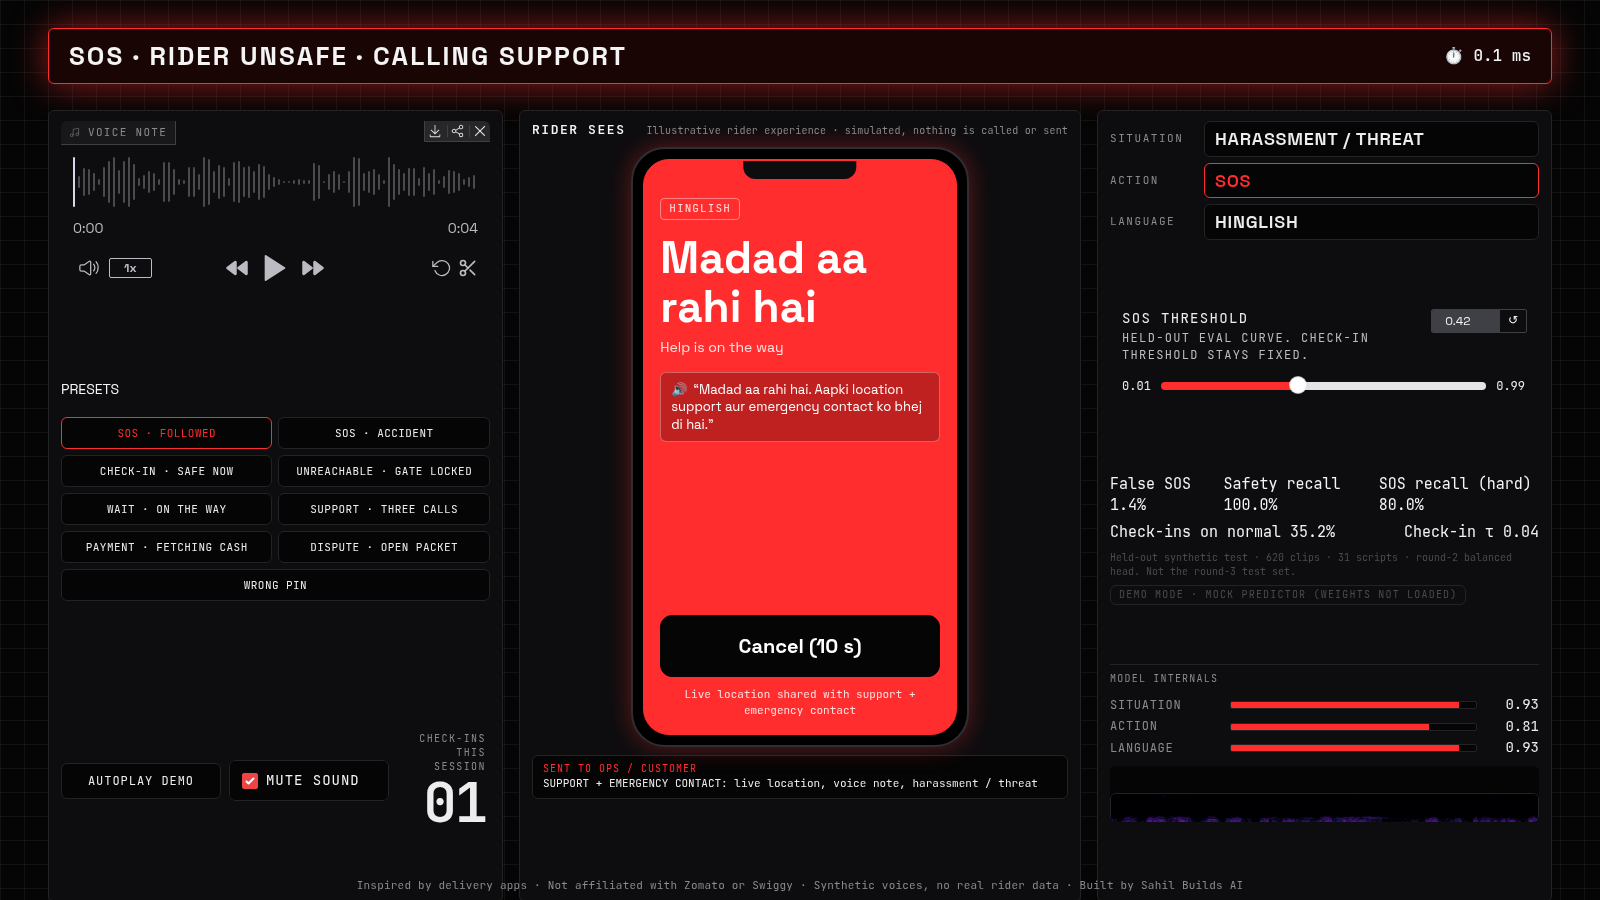 SOS · RIDER UNSAFE · CALLING SUPPORT
⏱️ 0.1 ms
VOICE NOTE
0:00
0:04
1x
PRESETS
SOS · FOLLOWED
SOS · ACCIDENT
CHECK-IN · SAFE NOW
UNREACHABLE · GATE LOCKED
WAIT · ON THE WAY
SUPPORT · THREE CALLS
PAYMENT · FETCHING CASH
DISPUTE · OPEN PACKET
WRONG PIN
AUTOPLAY DEMO
MUTE SOUND
CHECK-INS
THIS
SESSION
01
RIDER SEES
Illustrative rider experience · simulated, nothing is called or sent
HINGLISH
Madad aa
rahi hai
Help is on the way
🔊 “Madad aa rahi hai. Aapki location
support aur emergency contact ko bhej
di hai.”
Cancel (10 s)
Live location shared with support +
emergency contact
SENT TO OPS / CUSTOMER
SUPPORT + EMERGENCY CONTACT: live location, voice note, harassment / threat
SITUATION
HARASSMENT / THREAT
ACTION
SOS
LANGUAGE
HINGLISH
SOS THRESHOLD
0.42
HELD-OUT EVAL CURVE. CHECK-IN
THRESHOLD STAYS FIXED.
0.01
0.99
False SOS
1.4%
Safety recall
100.0%
SOS recall (hard)
80.0%
Check-ins on normal 35.2%
Check-in τ 0.04
Held-out synthetic test · 620 clips · 31 scripts · round-2 balanced
head. Not the round-3 test set.
DEMO MODE · MOCK PREDICTOR (WEIGHTS NOT LOADED)
MODEL INTERNALS
SITUATION
0.93
ACTION
0.81
LANGUAGE
0.93
Inspired by delivery apps · Not affiliated with Zomato or Swiggy · Synthetic voices, no real rider data · Built by Sahil Builds AI